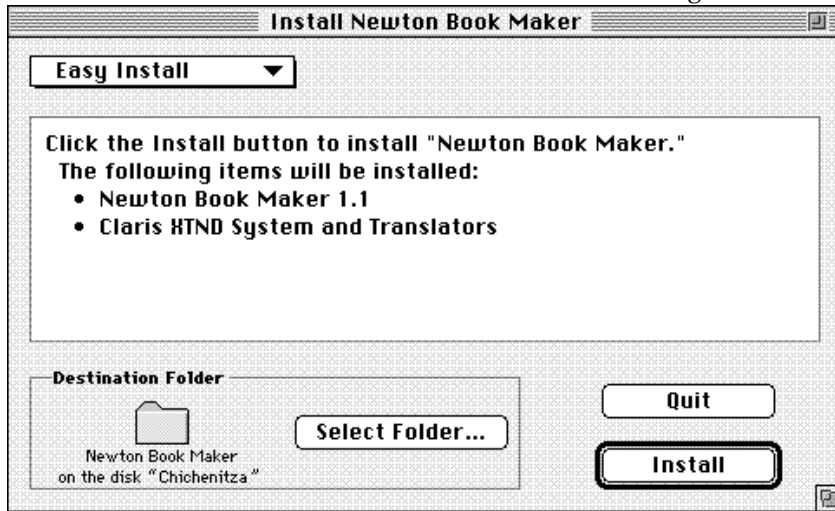 Install Newton Book Maker
Easy Install
Click the Install button to install "Newton Book Maker."
The following items will be installed:
• Newton Book Maker 1.1
• Claris XTND System and Translators
Destination Folder
Newton Book Maker
on the disk "Chichenitza"
Select Folder...
Quit
Install